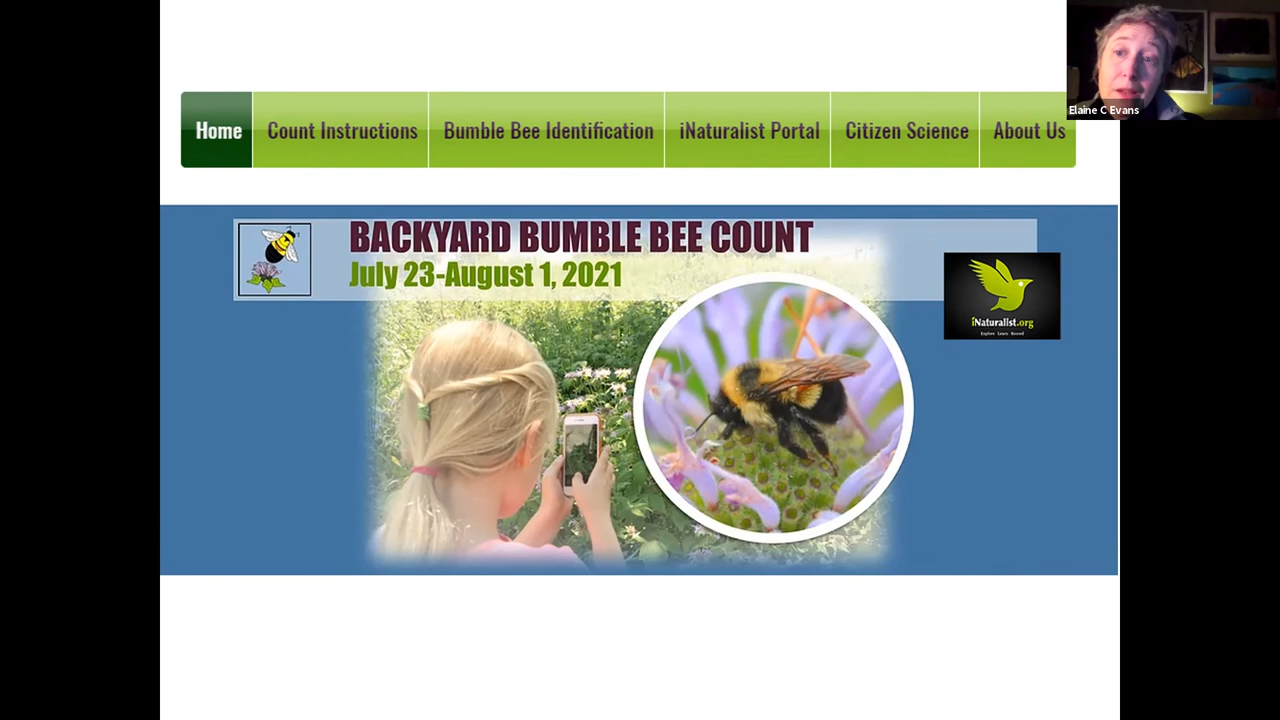 Elaine C Evans
Home Count Instructions Bumble Bee Identification iNaturalist Portal Citizen Science About Us
BACKYARD BUMBLE BEE COUNT
July 23-August 1, 2021
iNaturalist.org